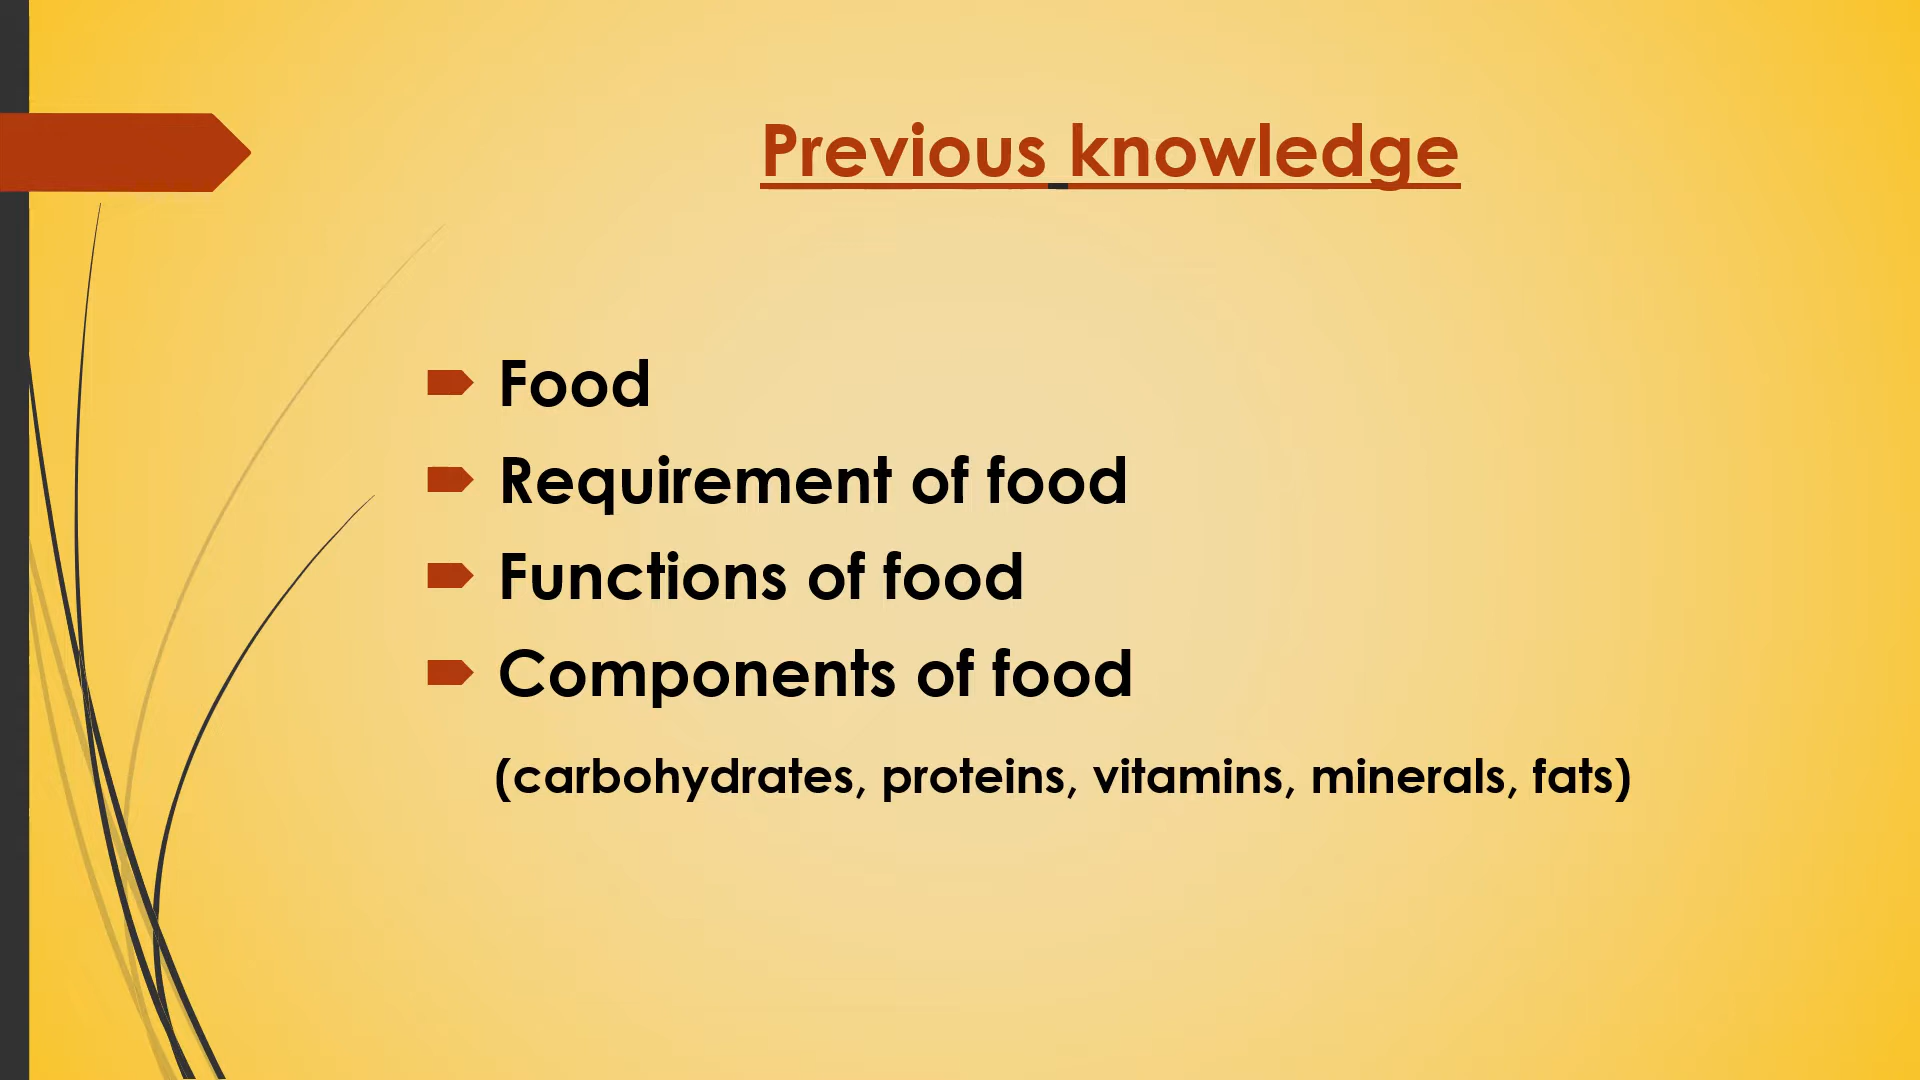 Previous knowledge
Food
Requirement of food
Functions of food
Components of food
(carbohydrates, proteins, vitamins, minerals, fats)